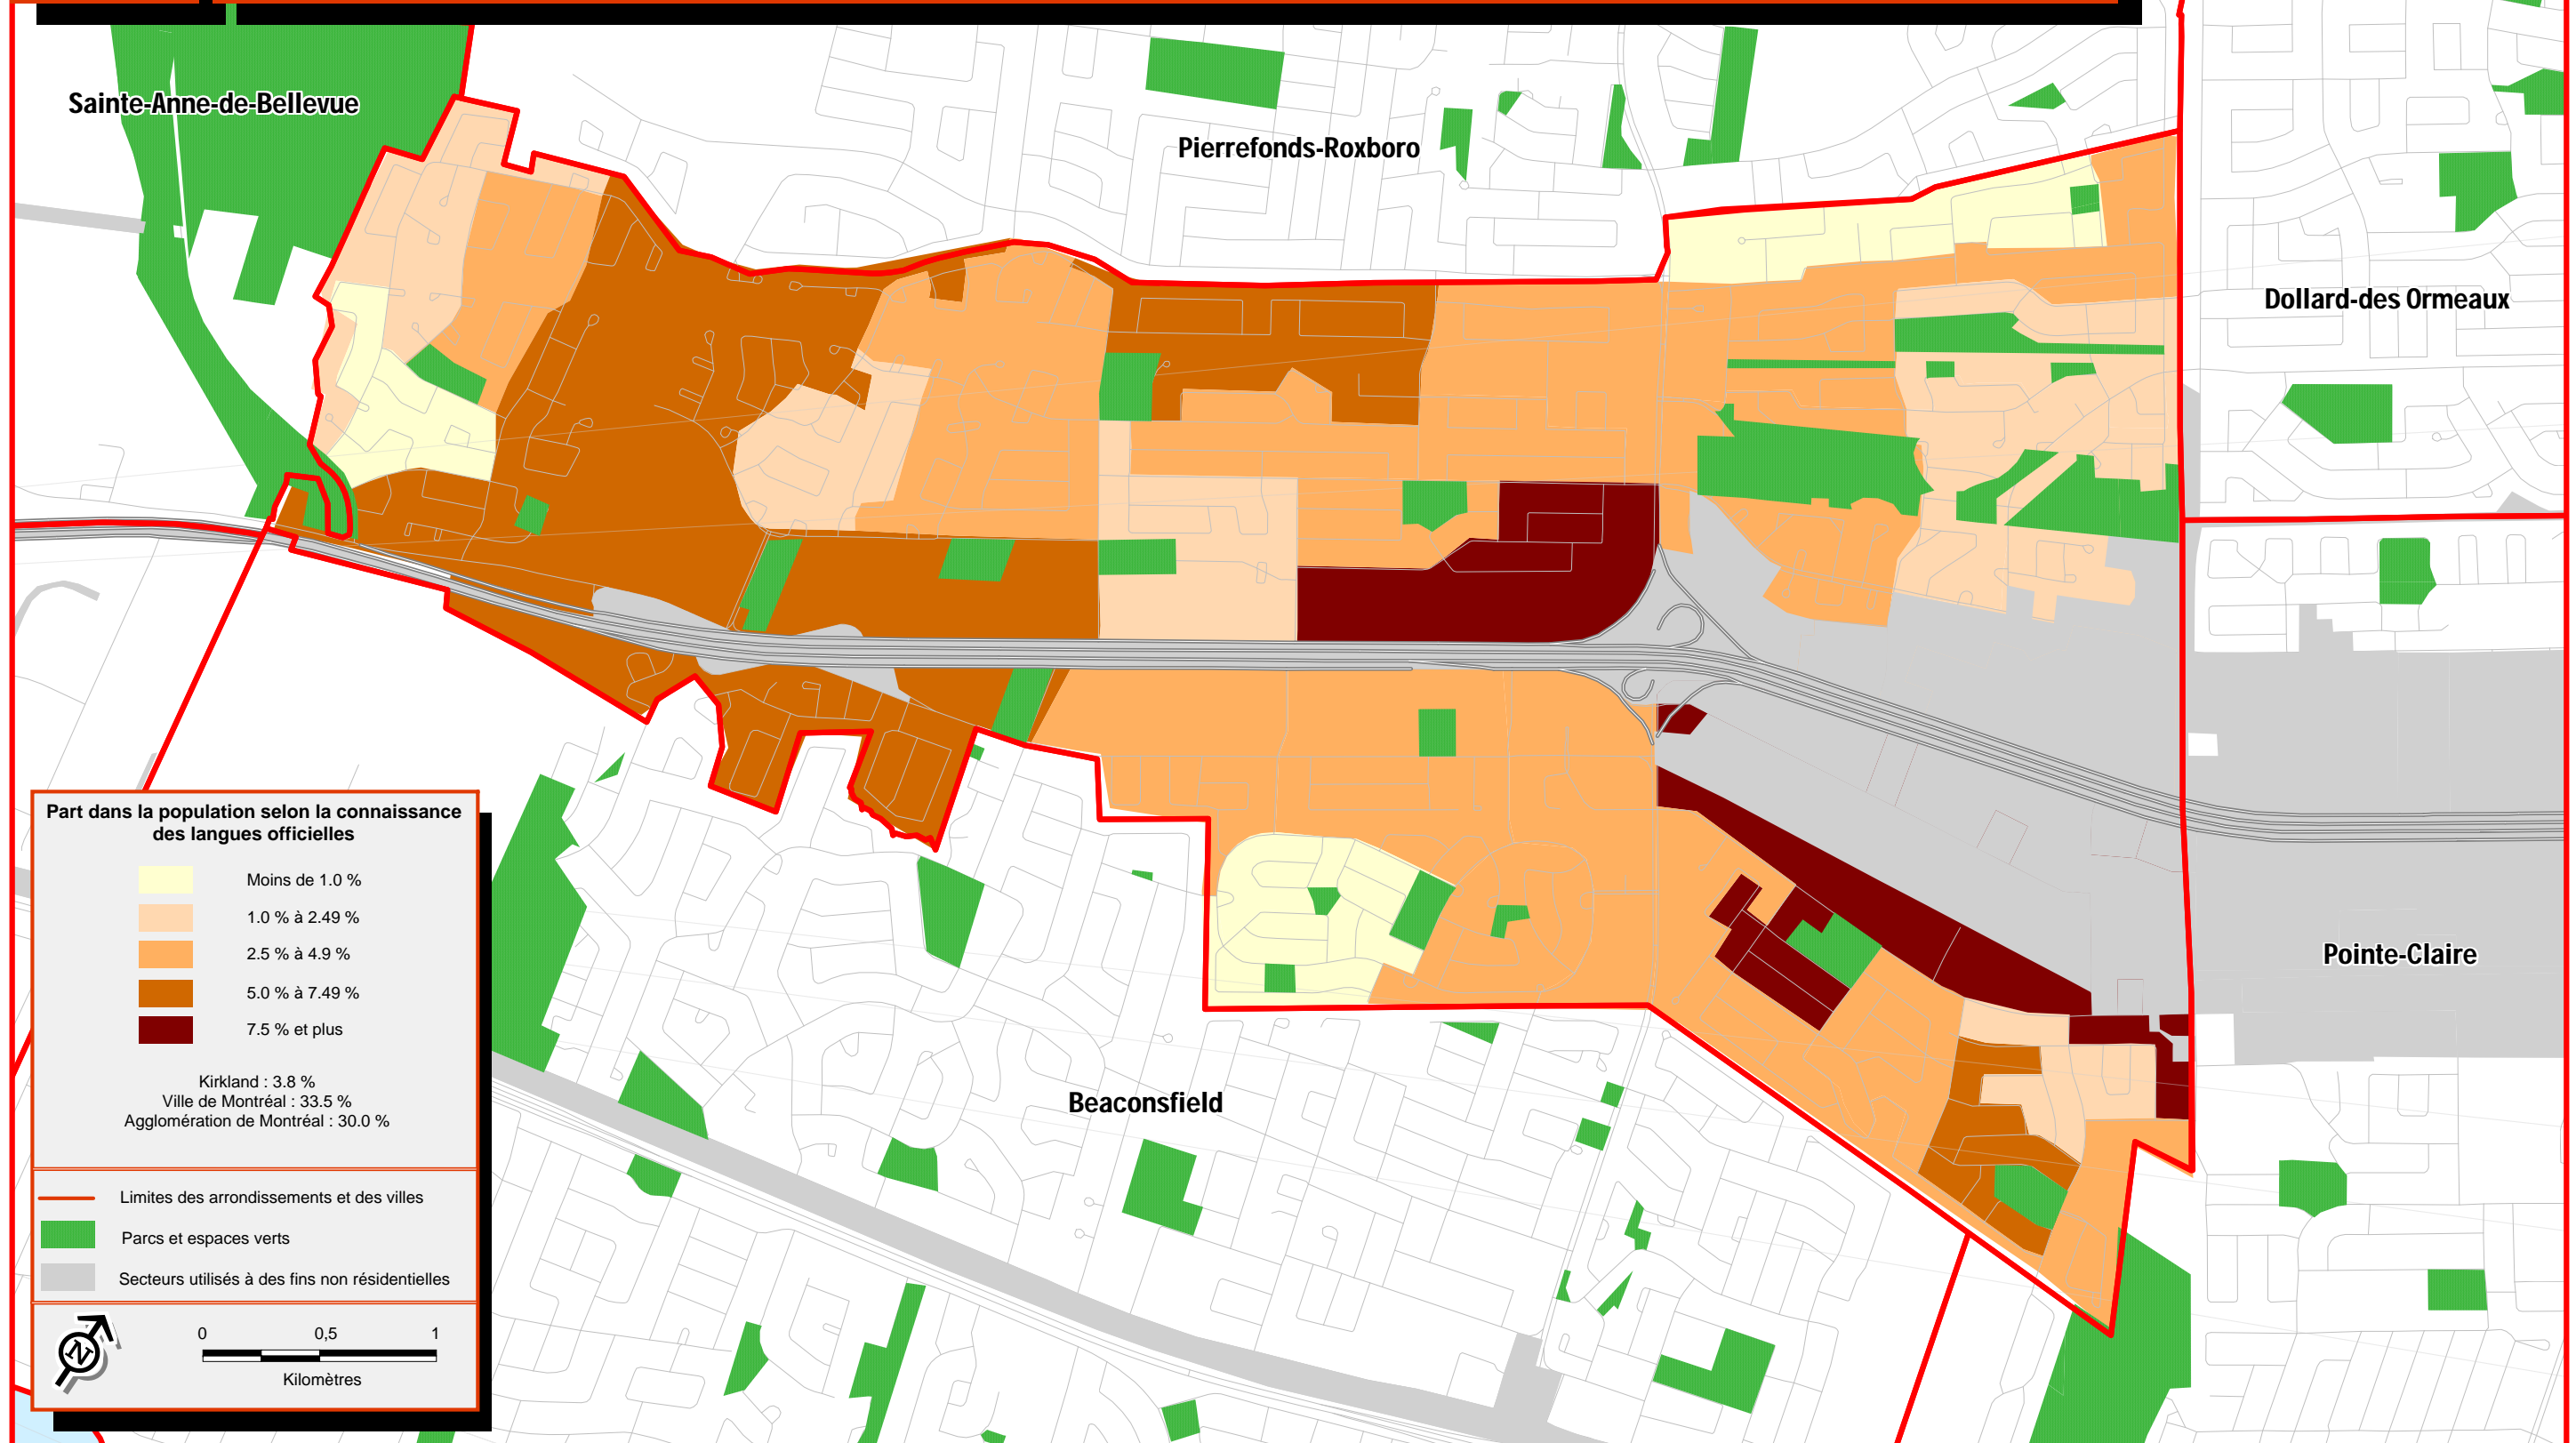 Sainte-Anne-de-Bellevue
Pierrefonds-Roxboro
Dollard-des Ormeaux
Pointe-Claire
Beaconsfield
Part dans la population selon la connaissance
des langues officielles
Moins de 1.0 %
1.0 % à 2.49 %
2.5 % à 4.9 %
5.0 % à 7.49 %
7.5 % et plus
Kirkland : 3.8 %
Ville de Montréal : 33.5 %
Agglomération de Montréal : 30.0 %
Limites des arrondissements et des villes
Parcs et espaces verts
Secteurs utilisés à des fins non résidentielles
N
0 0,5 1
Kilomètres